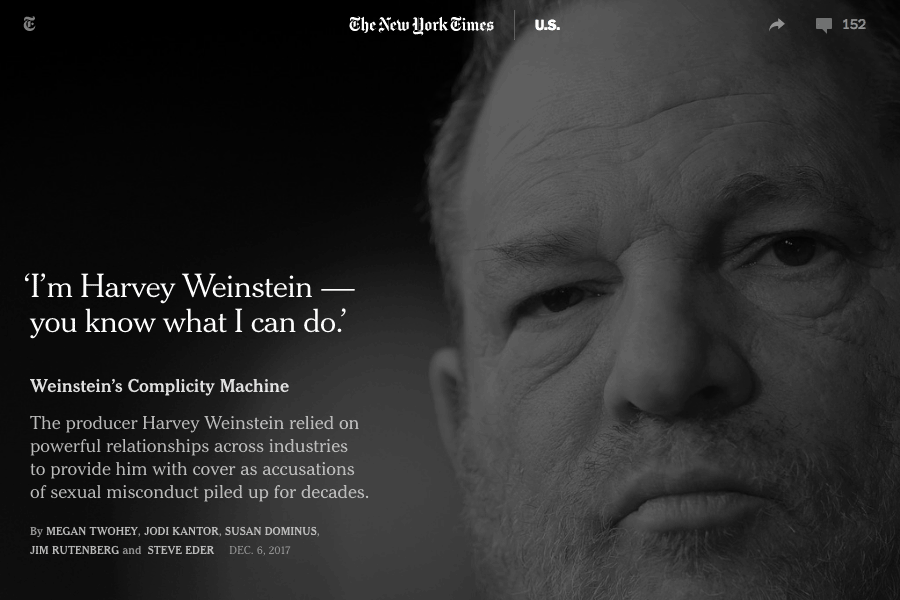 The New York Times
U.S.
152
‘I’m Harvey Weinstein —
you know what I can do.’
Weinstein’s Complicity Machine
The producer Harvey Weinstein relied on
powerful relationships across industries
to provide him with cover as accusations
of sexual misconduct piled up for decades.
By MEGAN TWOHEY, JODI KANTOR, SUSAN DOMINUS,
JIM RUTENBERG and STEVE EDER DEC. 6, 2017